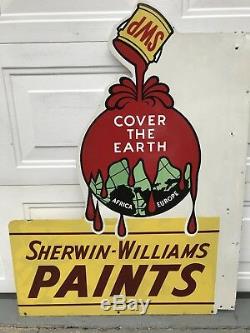 SWP
COVER
THE
EARTH
AFRICA
EUROPE
SHERWIN-WILLIAMS
PAINTS